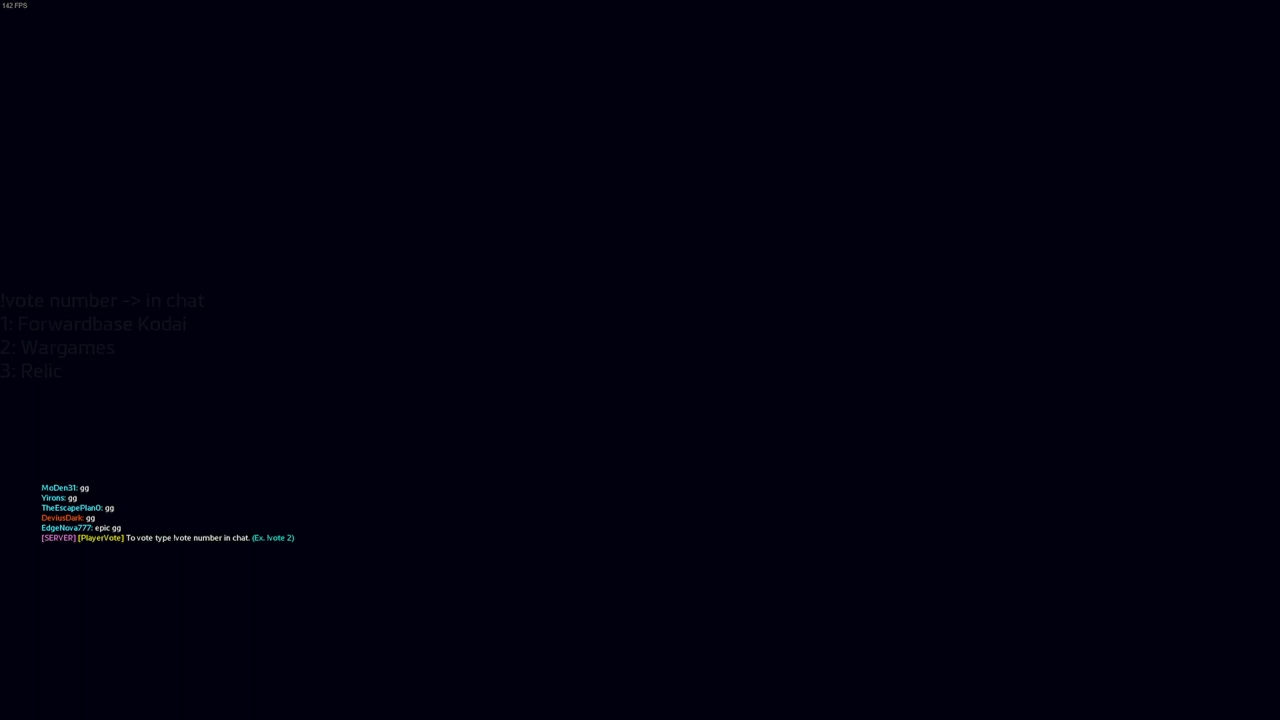 142 FPS
!vote number -> in chat
1: Forwardbase Kodai
2: Wargames
3: Relic
MoDen31: gg
Yirons: gg
TheEscapePlan0: gg
DeviusDark: gg
EdgeNova777: epic gg
[SERVER] [PlayerVote] To vote type !vote number in chat. (Ex. !vote 2)